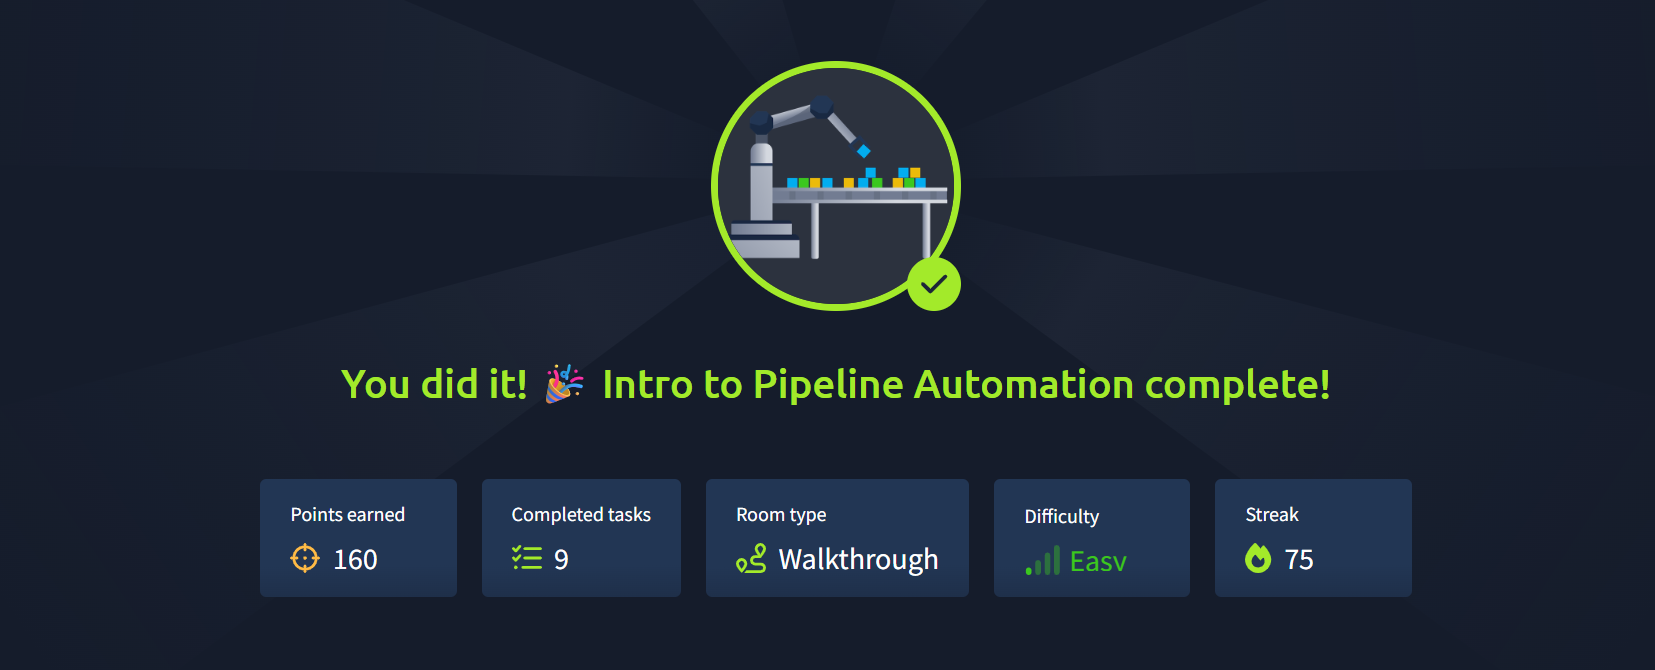 You did it! 🎉 Intro to Pipeline Automation complete!
Points earned
160
Completed tasks
9
Room type
Walkthrough
Difficulty
Easy
Streak
75